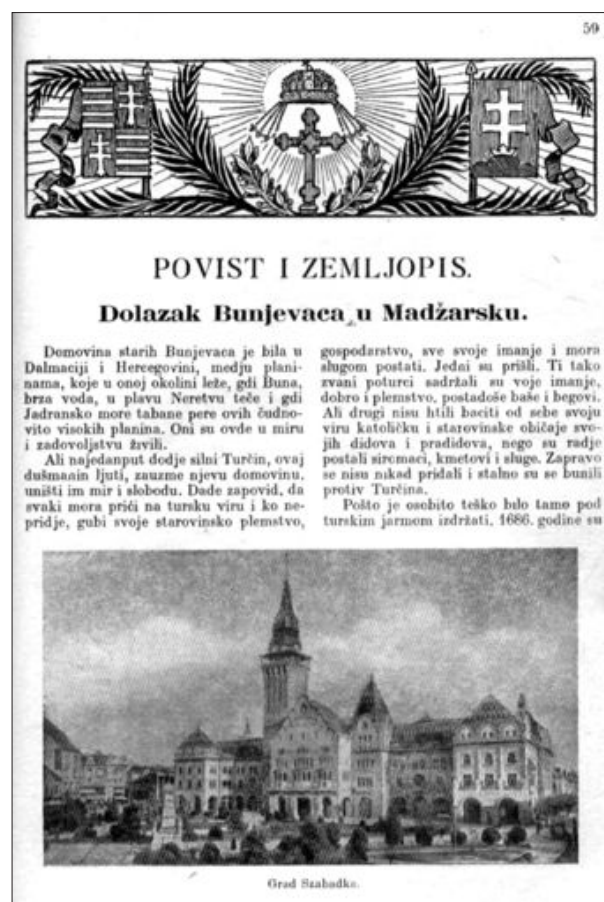 59
POVIST I ZEMLJOPIS.
Dolazak Bunjevaca u Madžarsku.
Domovina starih Bunjevaca je bila u
Dalmaciji i Hercegovini, medju plani-
nama, koje u onoj okolini leže, gdi Buna,
brza voda, u plavu Neretvu teče i gdi
Jadransko more tabane pere ovih čudno-
vito visokih planina. Oni su ovde u miru
i zadovoljstvu živili.
Ali najedanput dodje silni Turčin, ovaj
dušmanin ljuti, zauzme njevu domovinu,
uništi im mir i slobodu. Dade zapovid, da
svaki mora prići na tursku viru i ko ne-
pridje, gubi svoje starovinsko plemstvo,
gospodarstvo, sve svoje imanje i mora
slugom postati. Jedni su prišli. Ti tako
zvani poturci sadržali su voje imanje,
dobro i plemstvo, postadoše baše i begovi.
Ali drugi nisu htili baciti od sebe svoju
viru katoličku i starovinske običaje svo-
jih didova i pradidova, nego su radje
postali siromaci, kmetovi i sluge. Zapravo
se nisu nikad pridali i stalno su se bunili
protiv Turčina.
Pošto je osobito teško bilo tamo pod
turskim jarmom izdržati, 1686. godine su
Grad Szabadka.